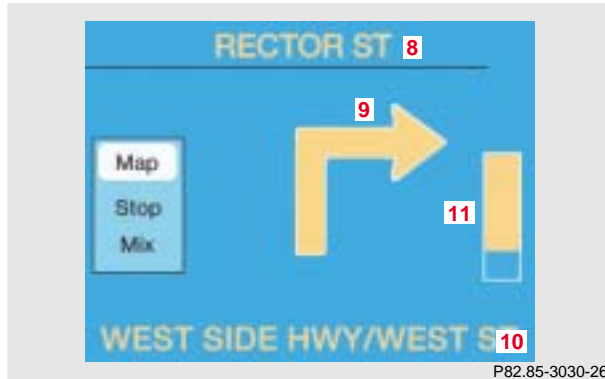 RECTOR ST 8
9
Map
Stop
11
Mix
WEST SIDE HWY/WEST 10
P82.85-3030-26